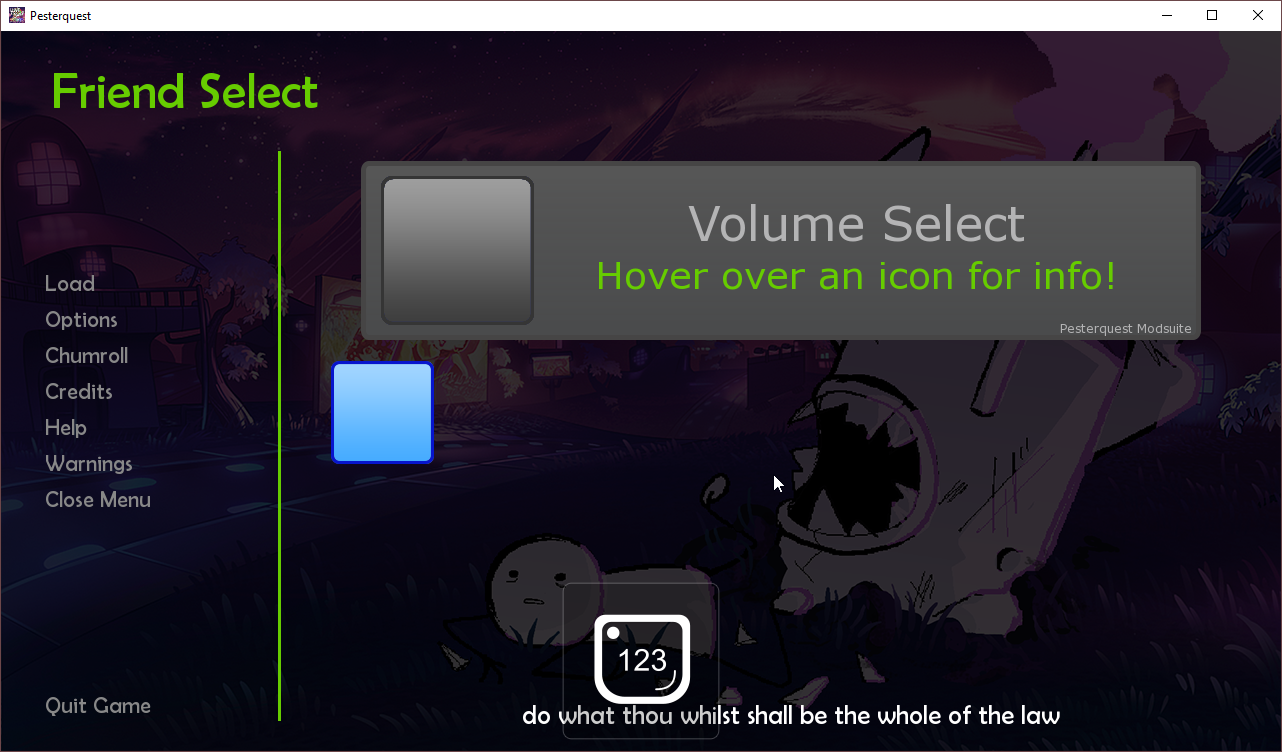 Pesterquest
Friend Select
Volume Select
Hover over an icon for info!
Pesterquest Modsuite
Load
Options
Chumroll
Credits
Help
Warnings
Close Menu
Quit Game
123
do what thou whilst shall be the whole of the law